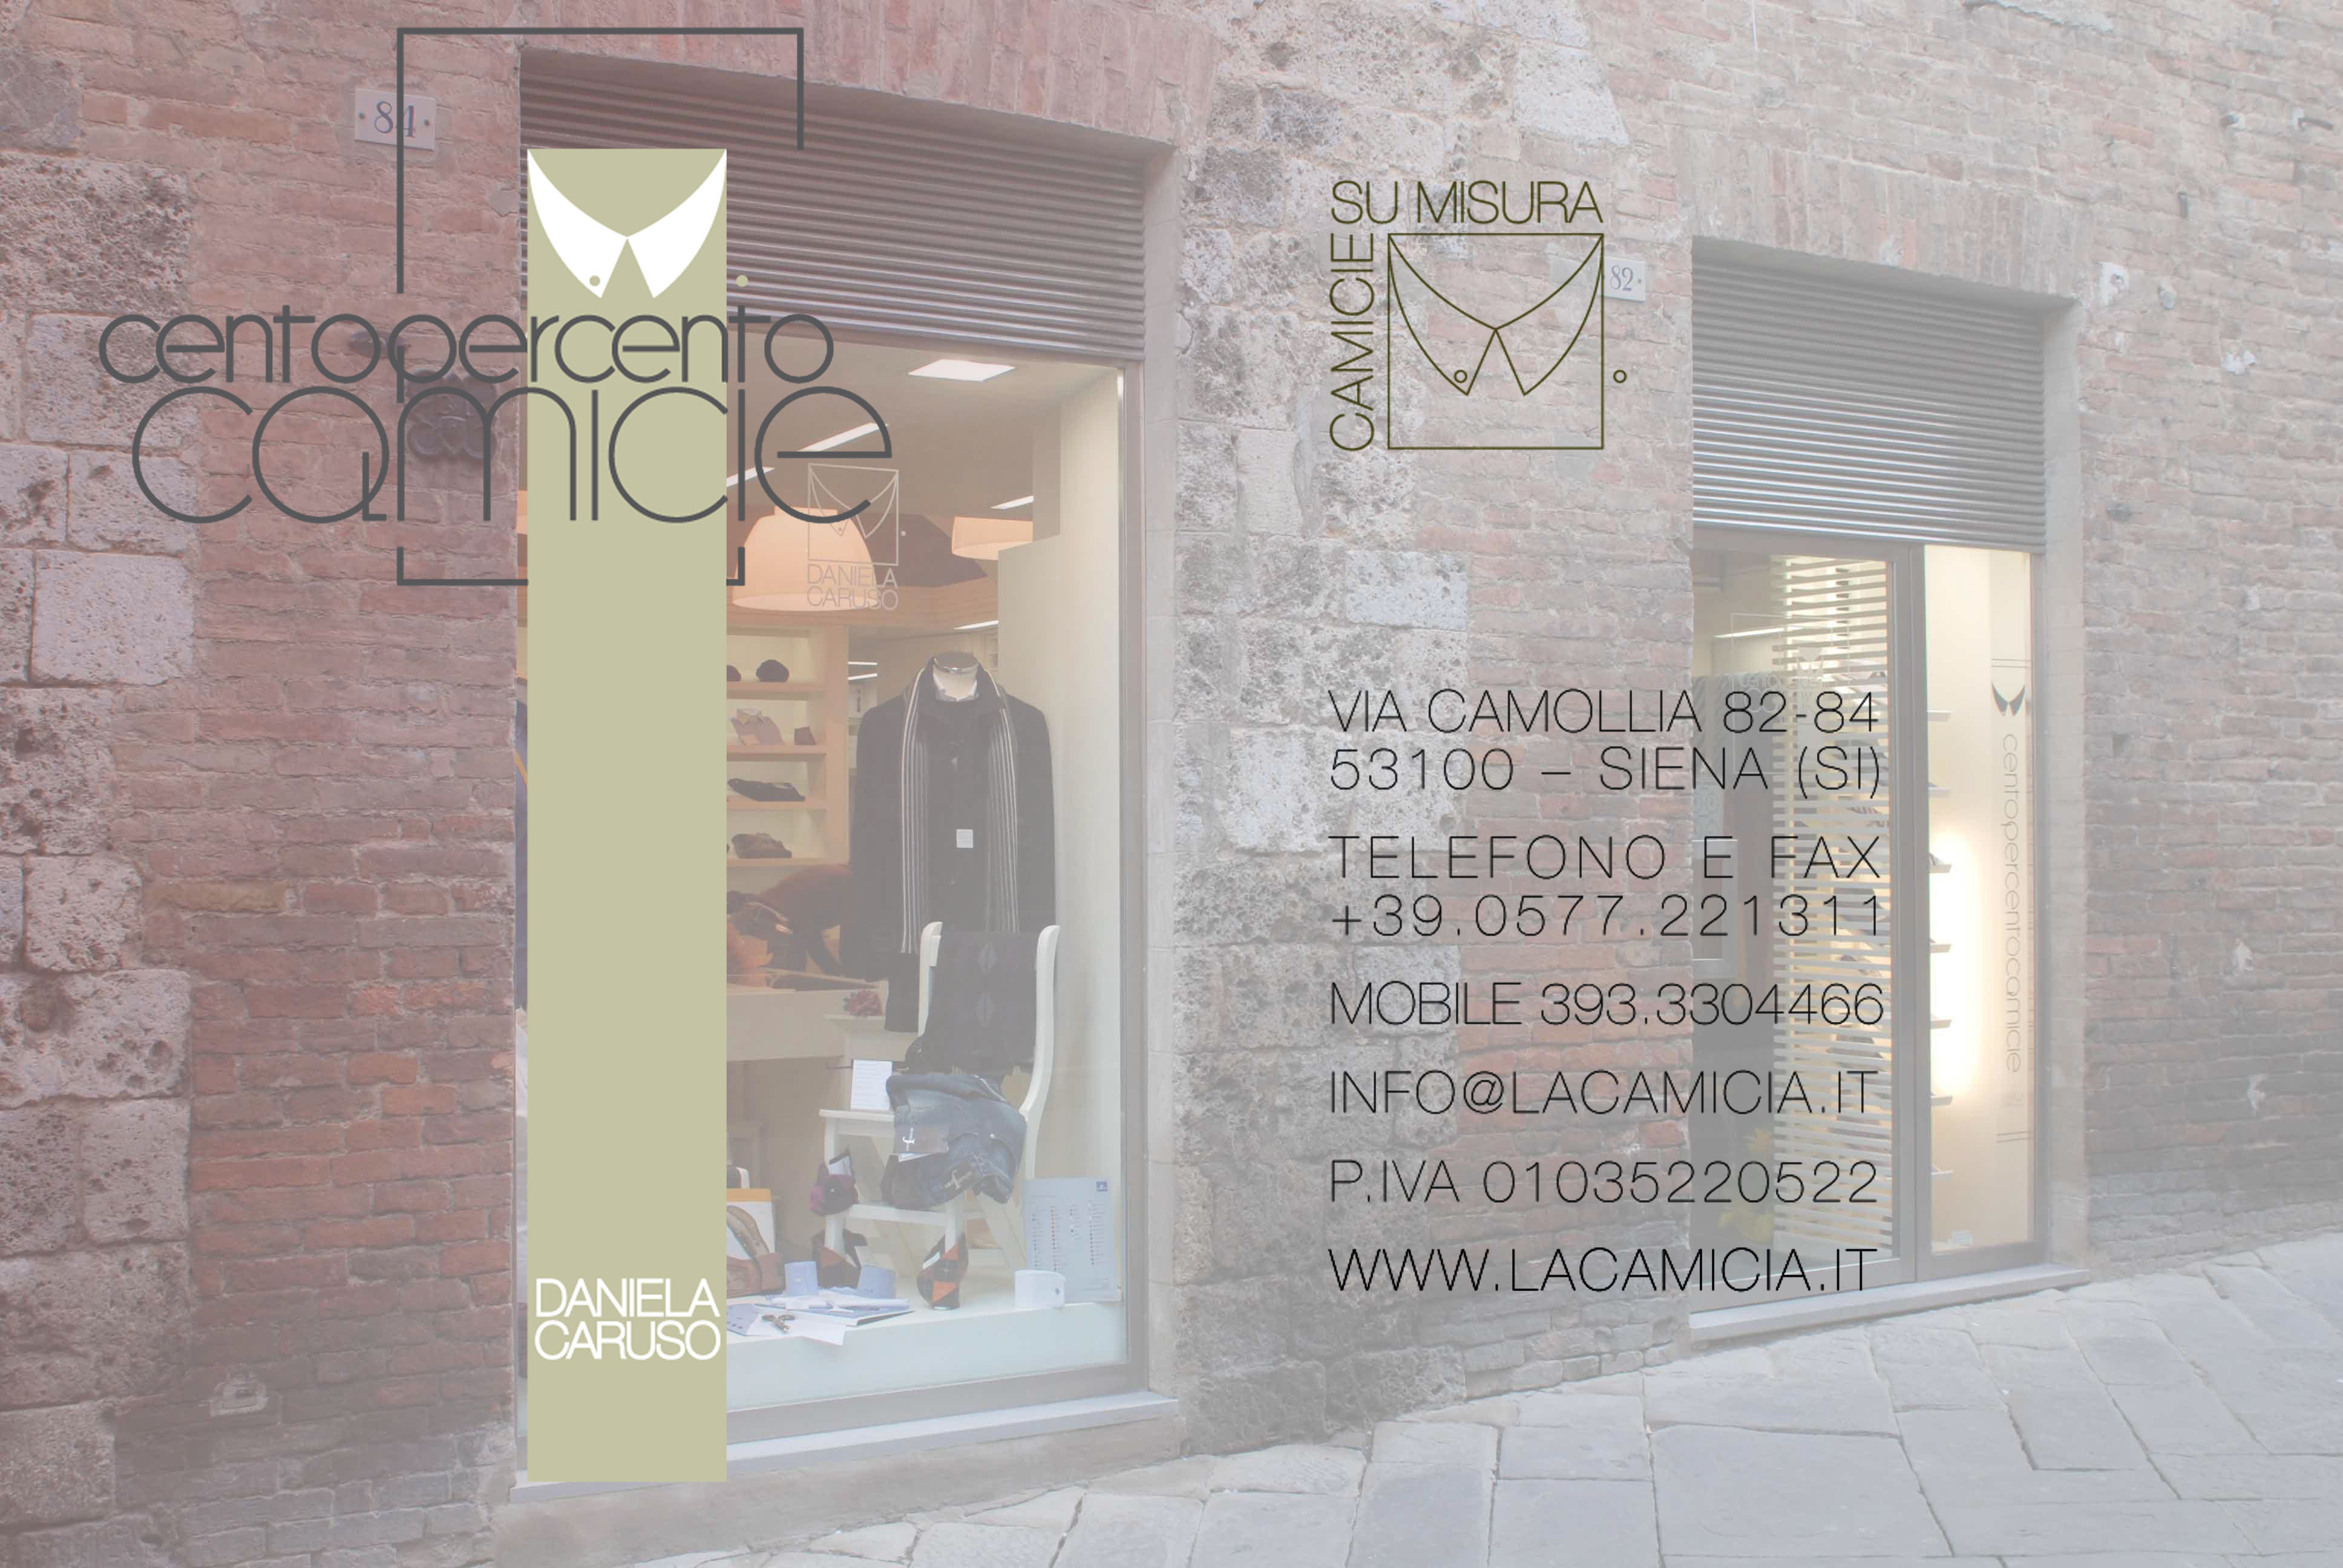 84
centopercento
camicie
DANIELA
CARUSO
DANIELA
CARUSO
SU MISURA
CAMICIE
82
VIA CAMOLLIA 82-84
53100 – SIENA (SI)
TELEFONO E FAX
+39.0577.221311
MOBILE 393.3304466
INFO@LACAMICIA.IT
P.IVA 01035220522
WWW.LACAMICIA.IT
centopercentocamicie